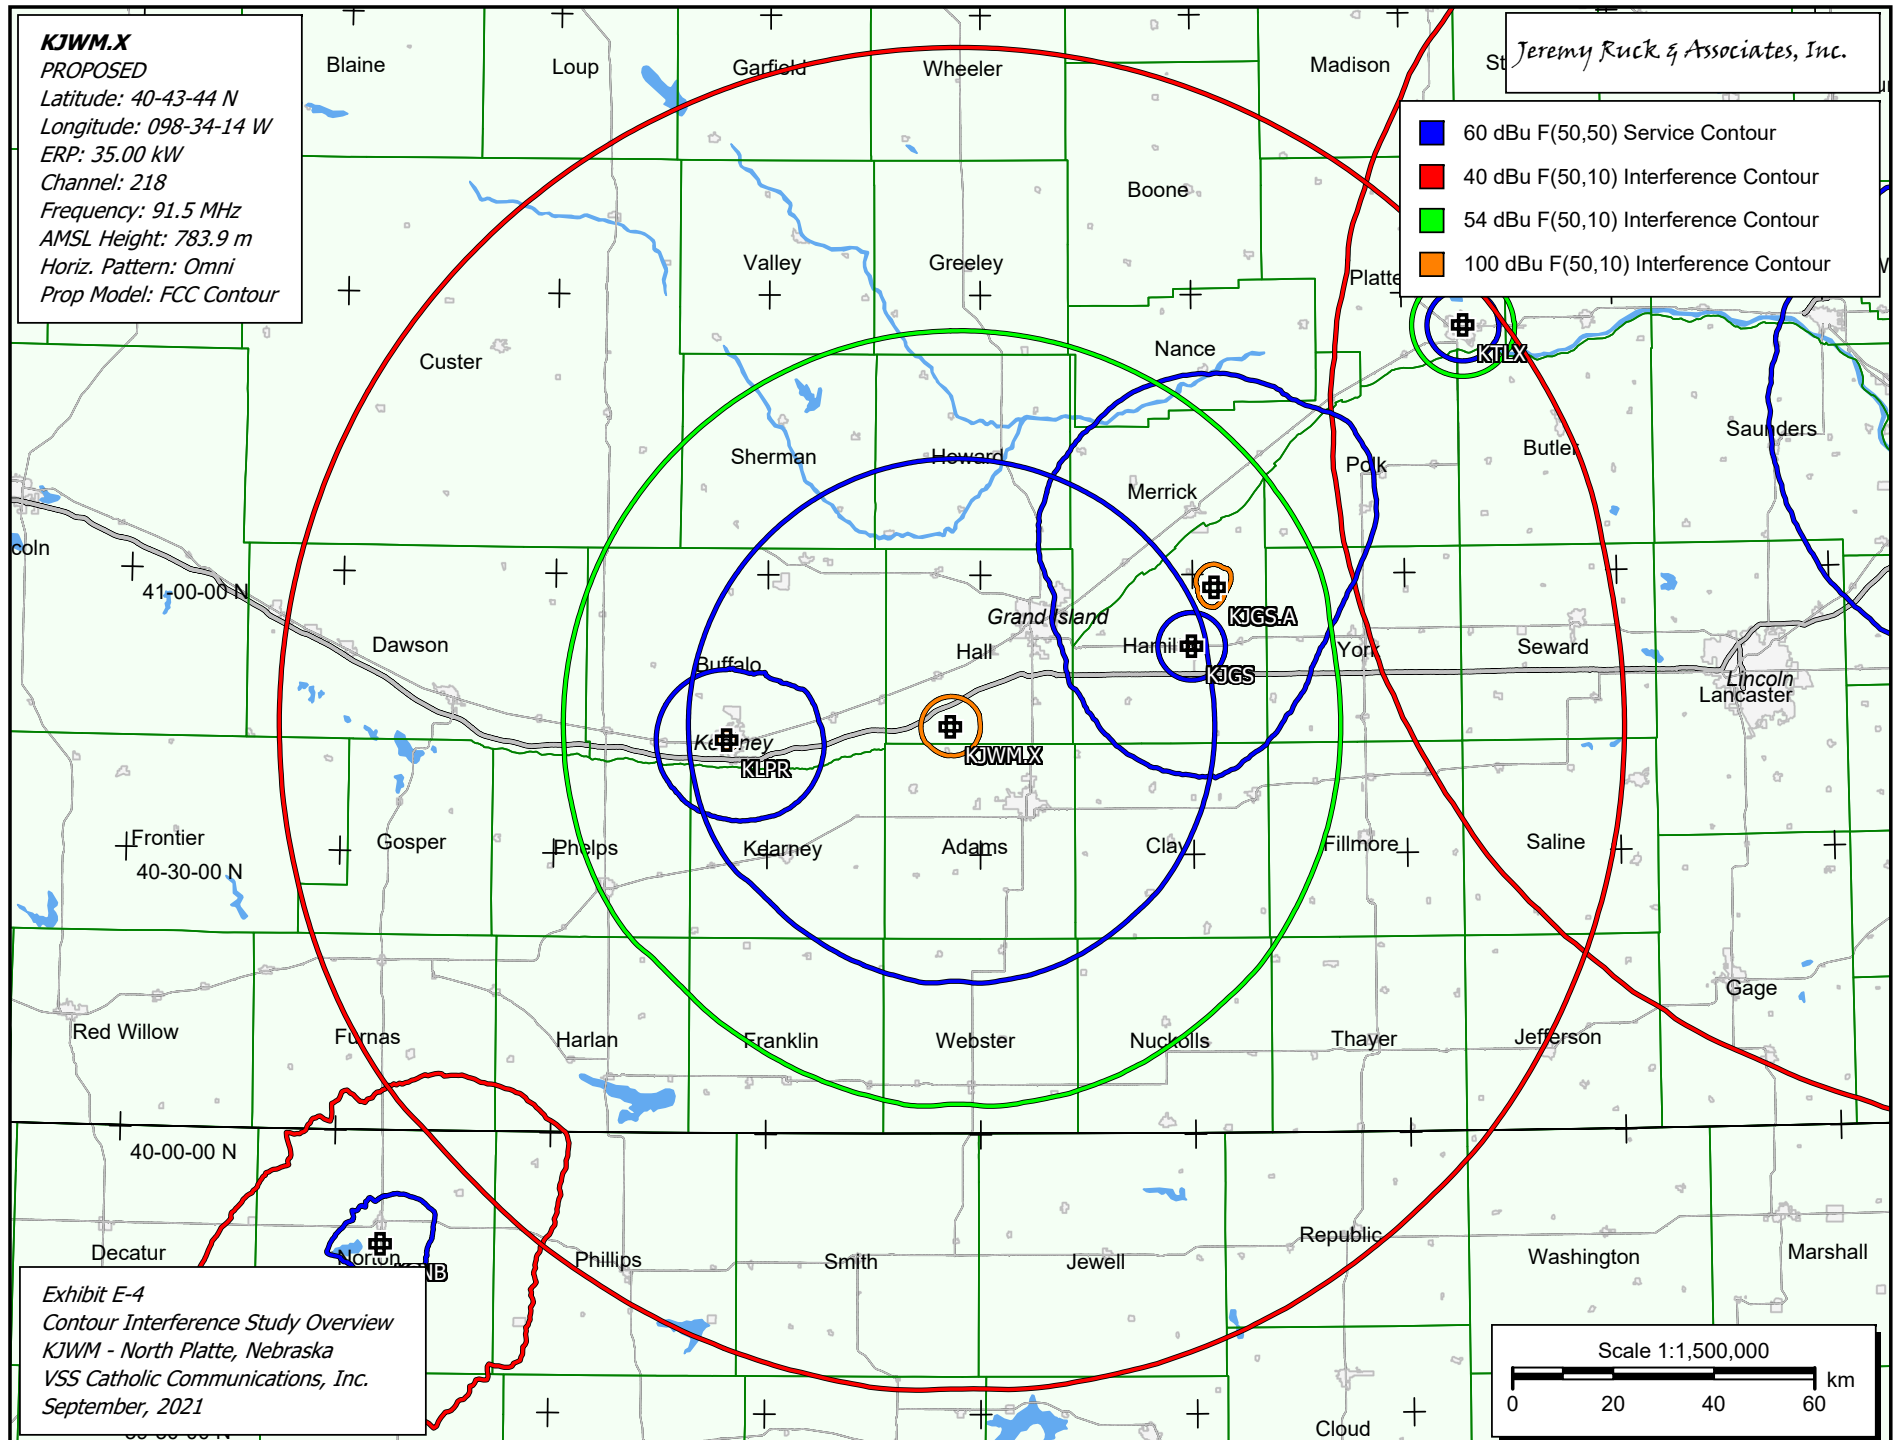 KJWM.X
PROPOSED
Latitude: 40-43-44 N
Longitude: 098-34-14 W
ERP: 35.00 kW
Channel: 218
Frequency: 91.5 MHz
AMSL Height: 783.9 m
Horiz. Pattern: Omni
Prop Model: FCC Contour
Jeremy Ruck & Associates, Inc.
60 dBu F(50,50) Service Contour
40 dBu F(50,10) Interference Contour
54 dBu F(50,10) Interference Contour
100 dBu F(50,10) Interference Contour
Blaine
Loup
Garfield
Wheeler
Madison
St
Boone
Valley
Greeley
Platte
Custer
Nance
KTLX
Sherman
Howard
Merrick
Polk
Butler
Saunders
coln
41-00-00 N
Dawson
Buffalo
Hall
Grand Island
Hamil
KJGS.A
KJGS
York
Seward
Lincoln
Lancaster
Kearney
KLPR
KJWM.X
Frontier
40-30-00 N
Gosper
Phelps
Kearney
Adams
Clay
Fillmore
Saline
Gage
Red Willow
Furnas
Harlan
Franklin
Webster
Nuckolls
Thayer
Jefferson
40-00-00 N
Decatur
Norton
NB
Phillips
Smith
Jewell
Republic
Washington
Marshall
Cloud
Exhibit E-4
Contour Interference Study Overview
KJWM - North Platte, Nebraska
VSS Catholic Communications, Inc.
September, 2021
Scale 1:1,500,000
km
0 20 40 60